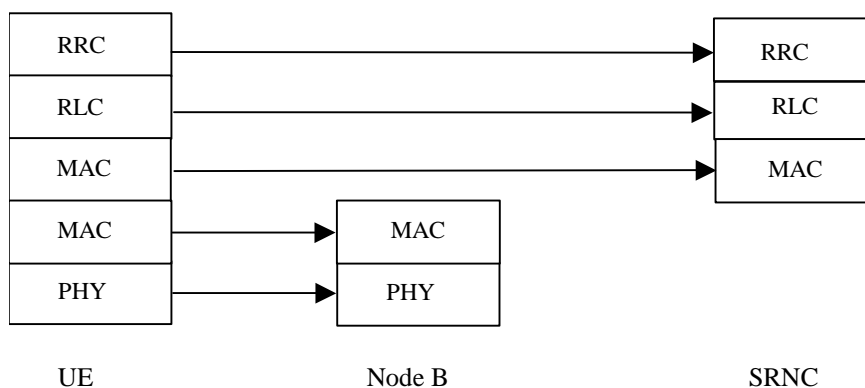 RRC RRC
RLC RLC
MAC MAC
MAC MAC
PHY PHY
UE Node B SRNC